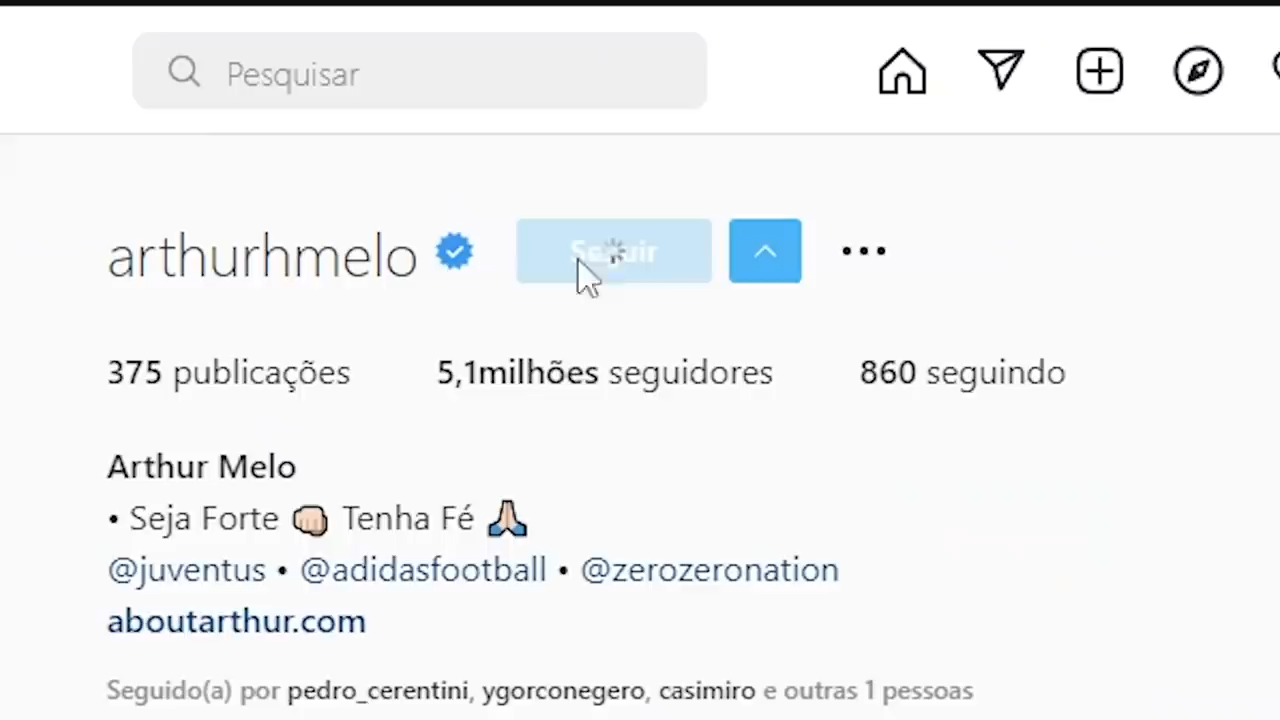 Pesquisar
arthurhmelo Seguir
375 publicações 5,1milhões seguidores 860 seguindo
Arthur Melo
• Seja Forte 👊🏻 Tenha Fé 🙏🏻
@juventus • @adidasfootball • @zerozeronation
aboutarthur.com
Seguido(a) por pedro_cerentini, ygorconegero, casimiro e outras 1 pessoas